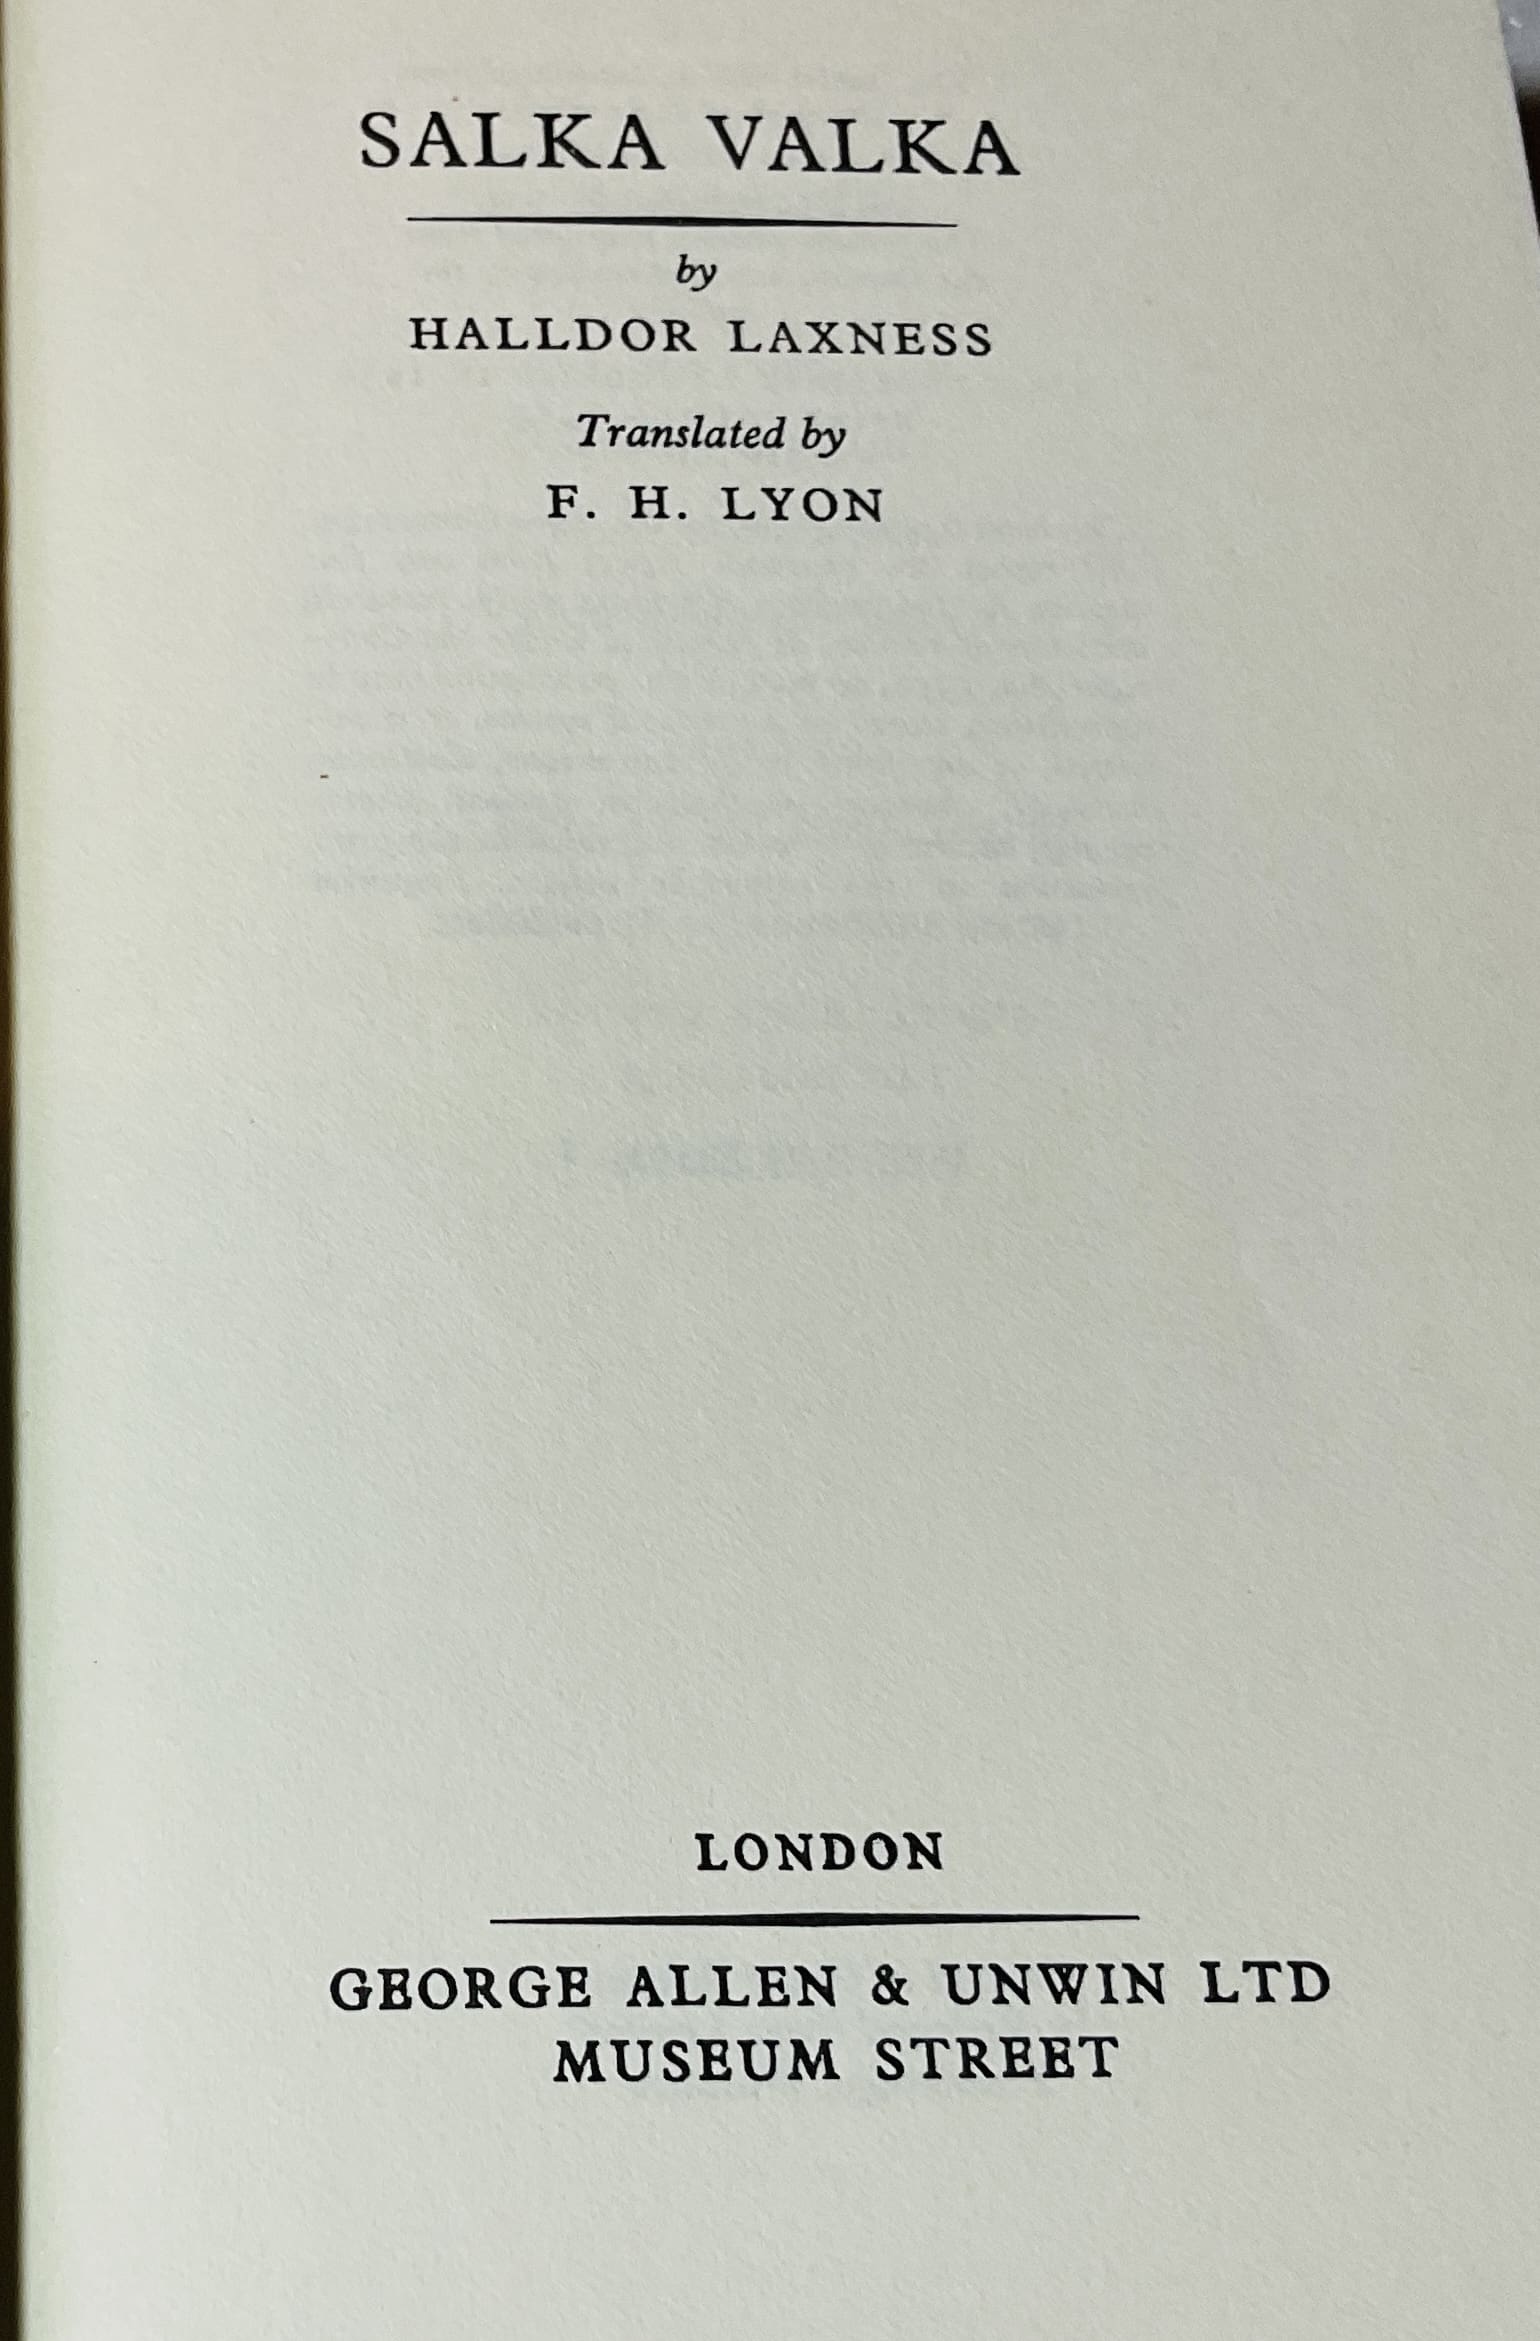 SALKA VALKA
by
HALLDOR LAXNESS
Translated by
F. H. LYON
LONDON
GEORGE ALLEN & UNWIN LTD
MUSEUM STREET